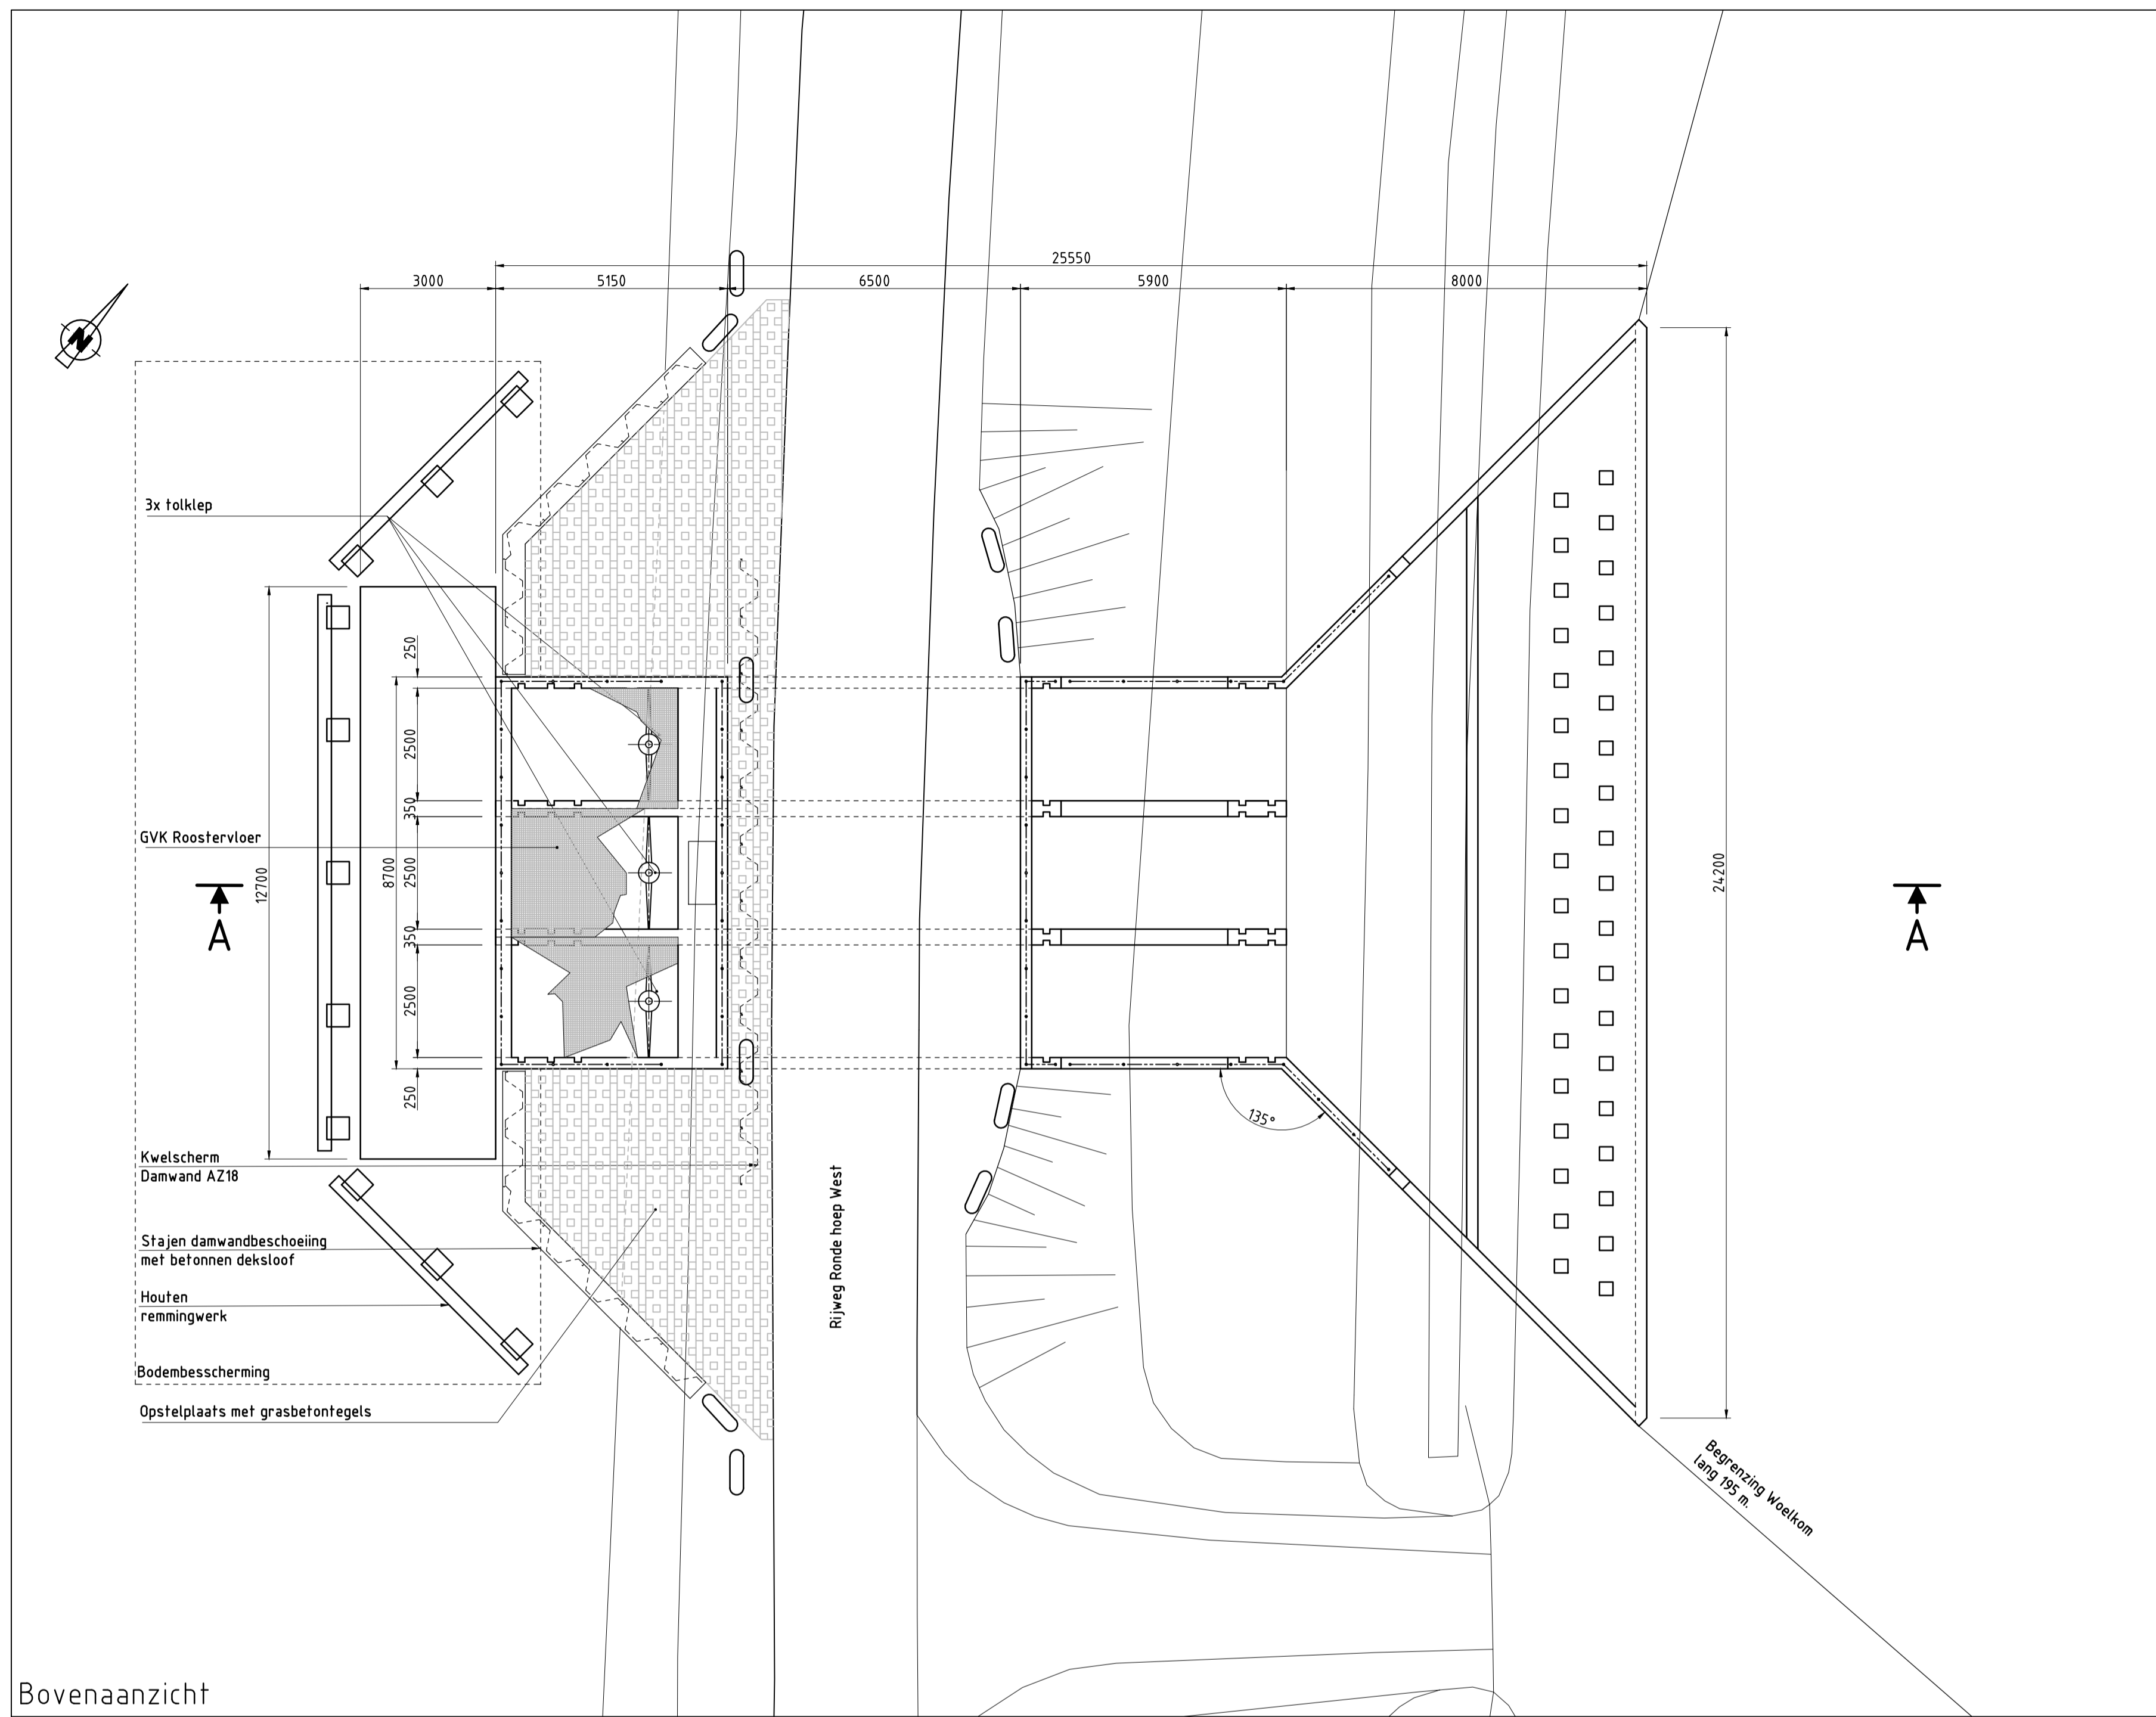 25550
3000
5150
6500
5900
8000
N
3x tolklep
250
2500
350
GVK Roostervloer
12700
8700
2500
24200
A
A
350
2500
250
135°
Kwelscherm
Damwand AZ18
Rijweg Ronde hoep West
Stajen damwandbeschoeiing
met betonnen deksloof
Houten
remmingwerk
Bodembesscherming
Opstelplaats met grasbetontegels
Begrenzing Woelkom
lang 195 m.
Bovenaanzicht